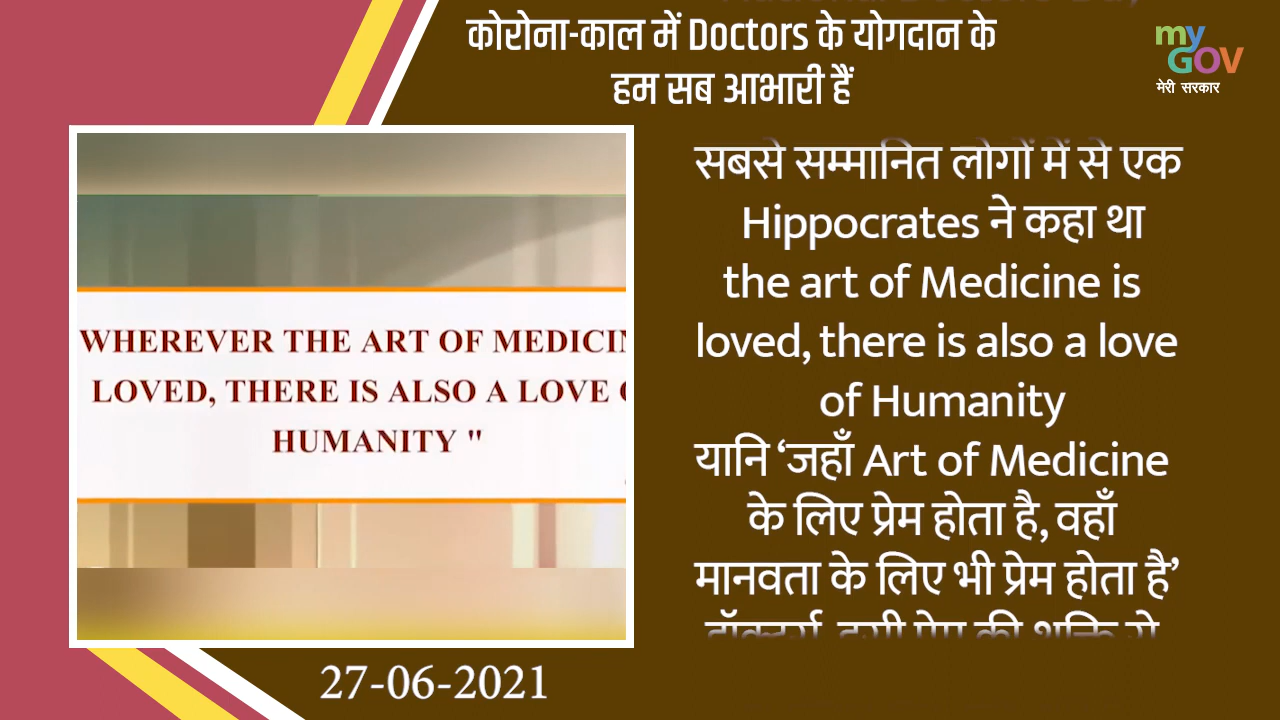 कोरोना-काल में Doctors के योगदान के
हम सब आभारी हैं
my
GOV
मेरी सरकार
WHEREVER THE ART OF
LOVED, THERE IS ALSO A LOVE
HUMANITY "
सबसे सम्मानित लोगों में से एक
Hippocrates ने कहा था
the art of Medicine is
loved, there is also a love
of Humanity
यानि ‘जहाँ Art of Medicine
के लिए प्रेम होता है, वहाँ
मानवता के लिए भी प्रेम होता है’
27-06-2021